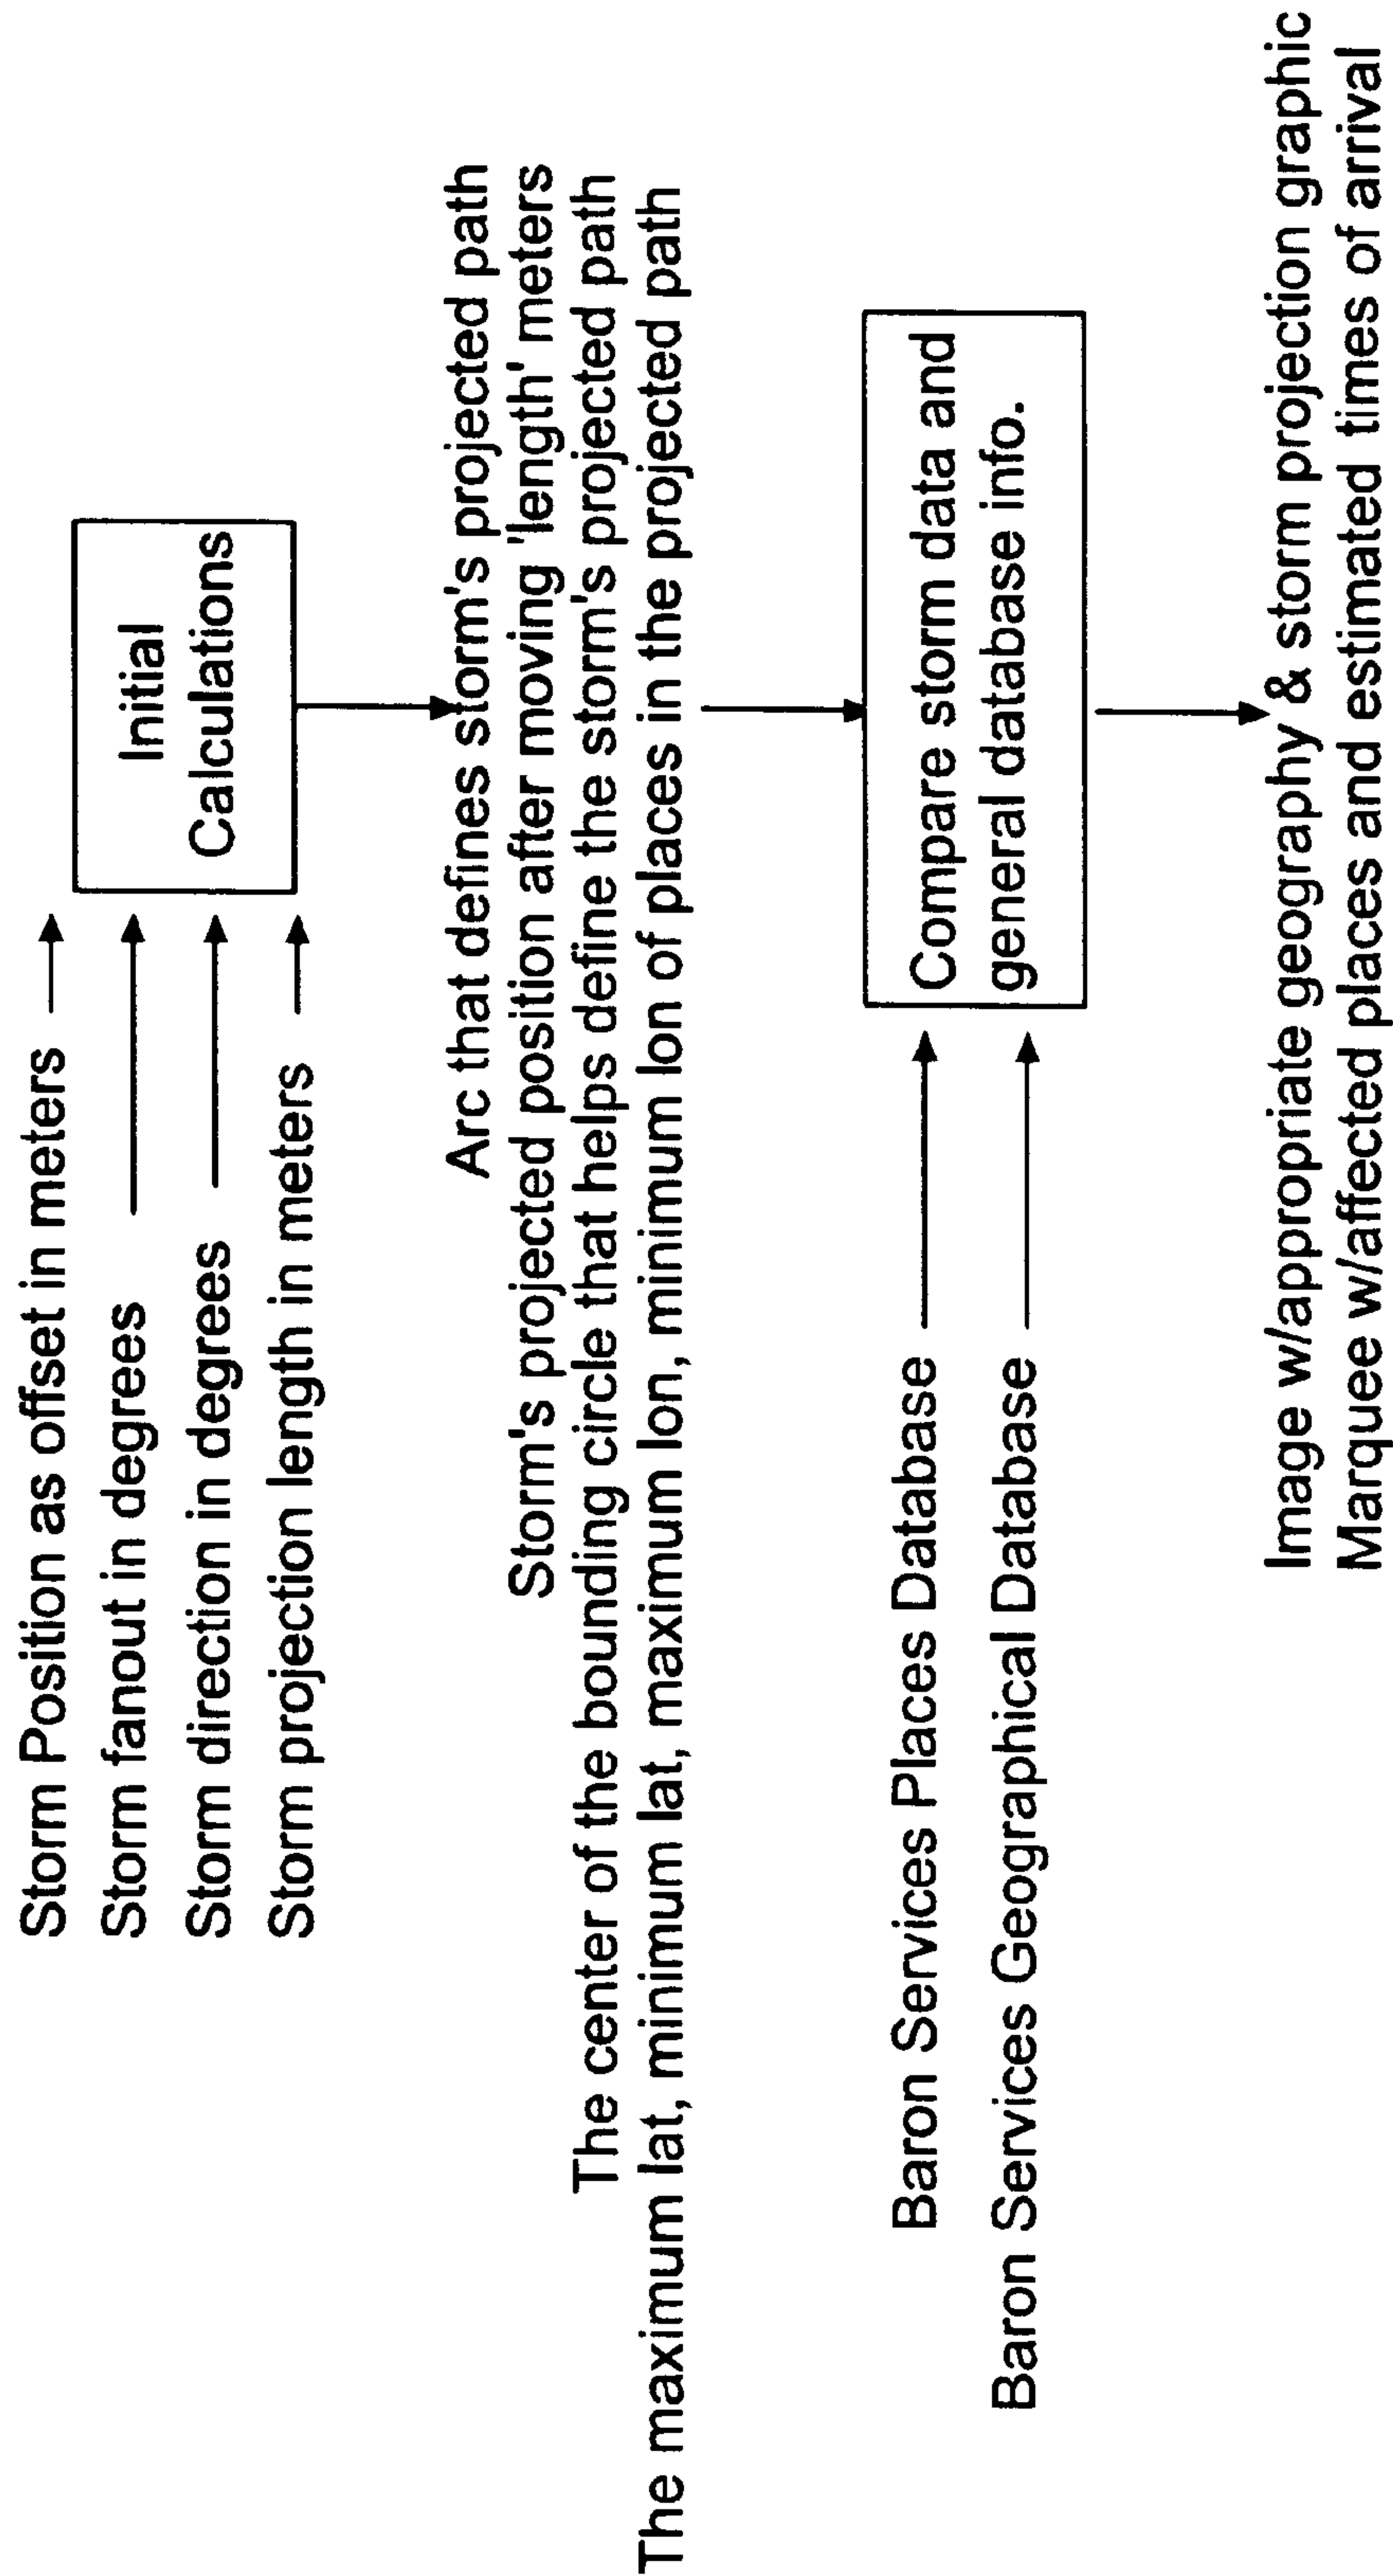 Storm Position as offset in meters
Storm fanout in degrees
Storm direction in degrees
Storm projection length in meters
Initial
Calculations
Arc that defines storm's projected path
Storm's projected position after moving 'length' meters
The center of the bounding circle that helps define the storm's projected path
The maximum lat, minimum lat, maximum lon, minimum lon of places in the projected path
Baron Services Places Database
Baron Services Geographical Database
Compare storm data and
general database info.
Image w/appropriate geography & storm projection graphic
Marquee w/affected places and estimated times of arrival